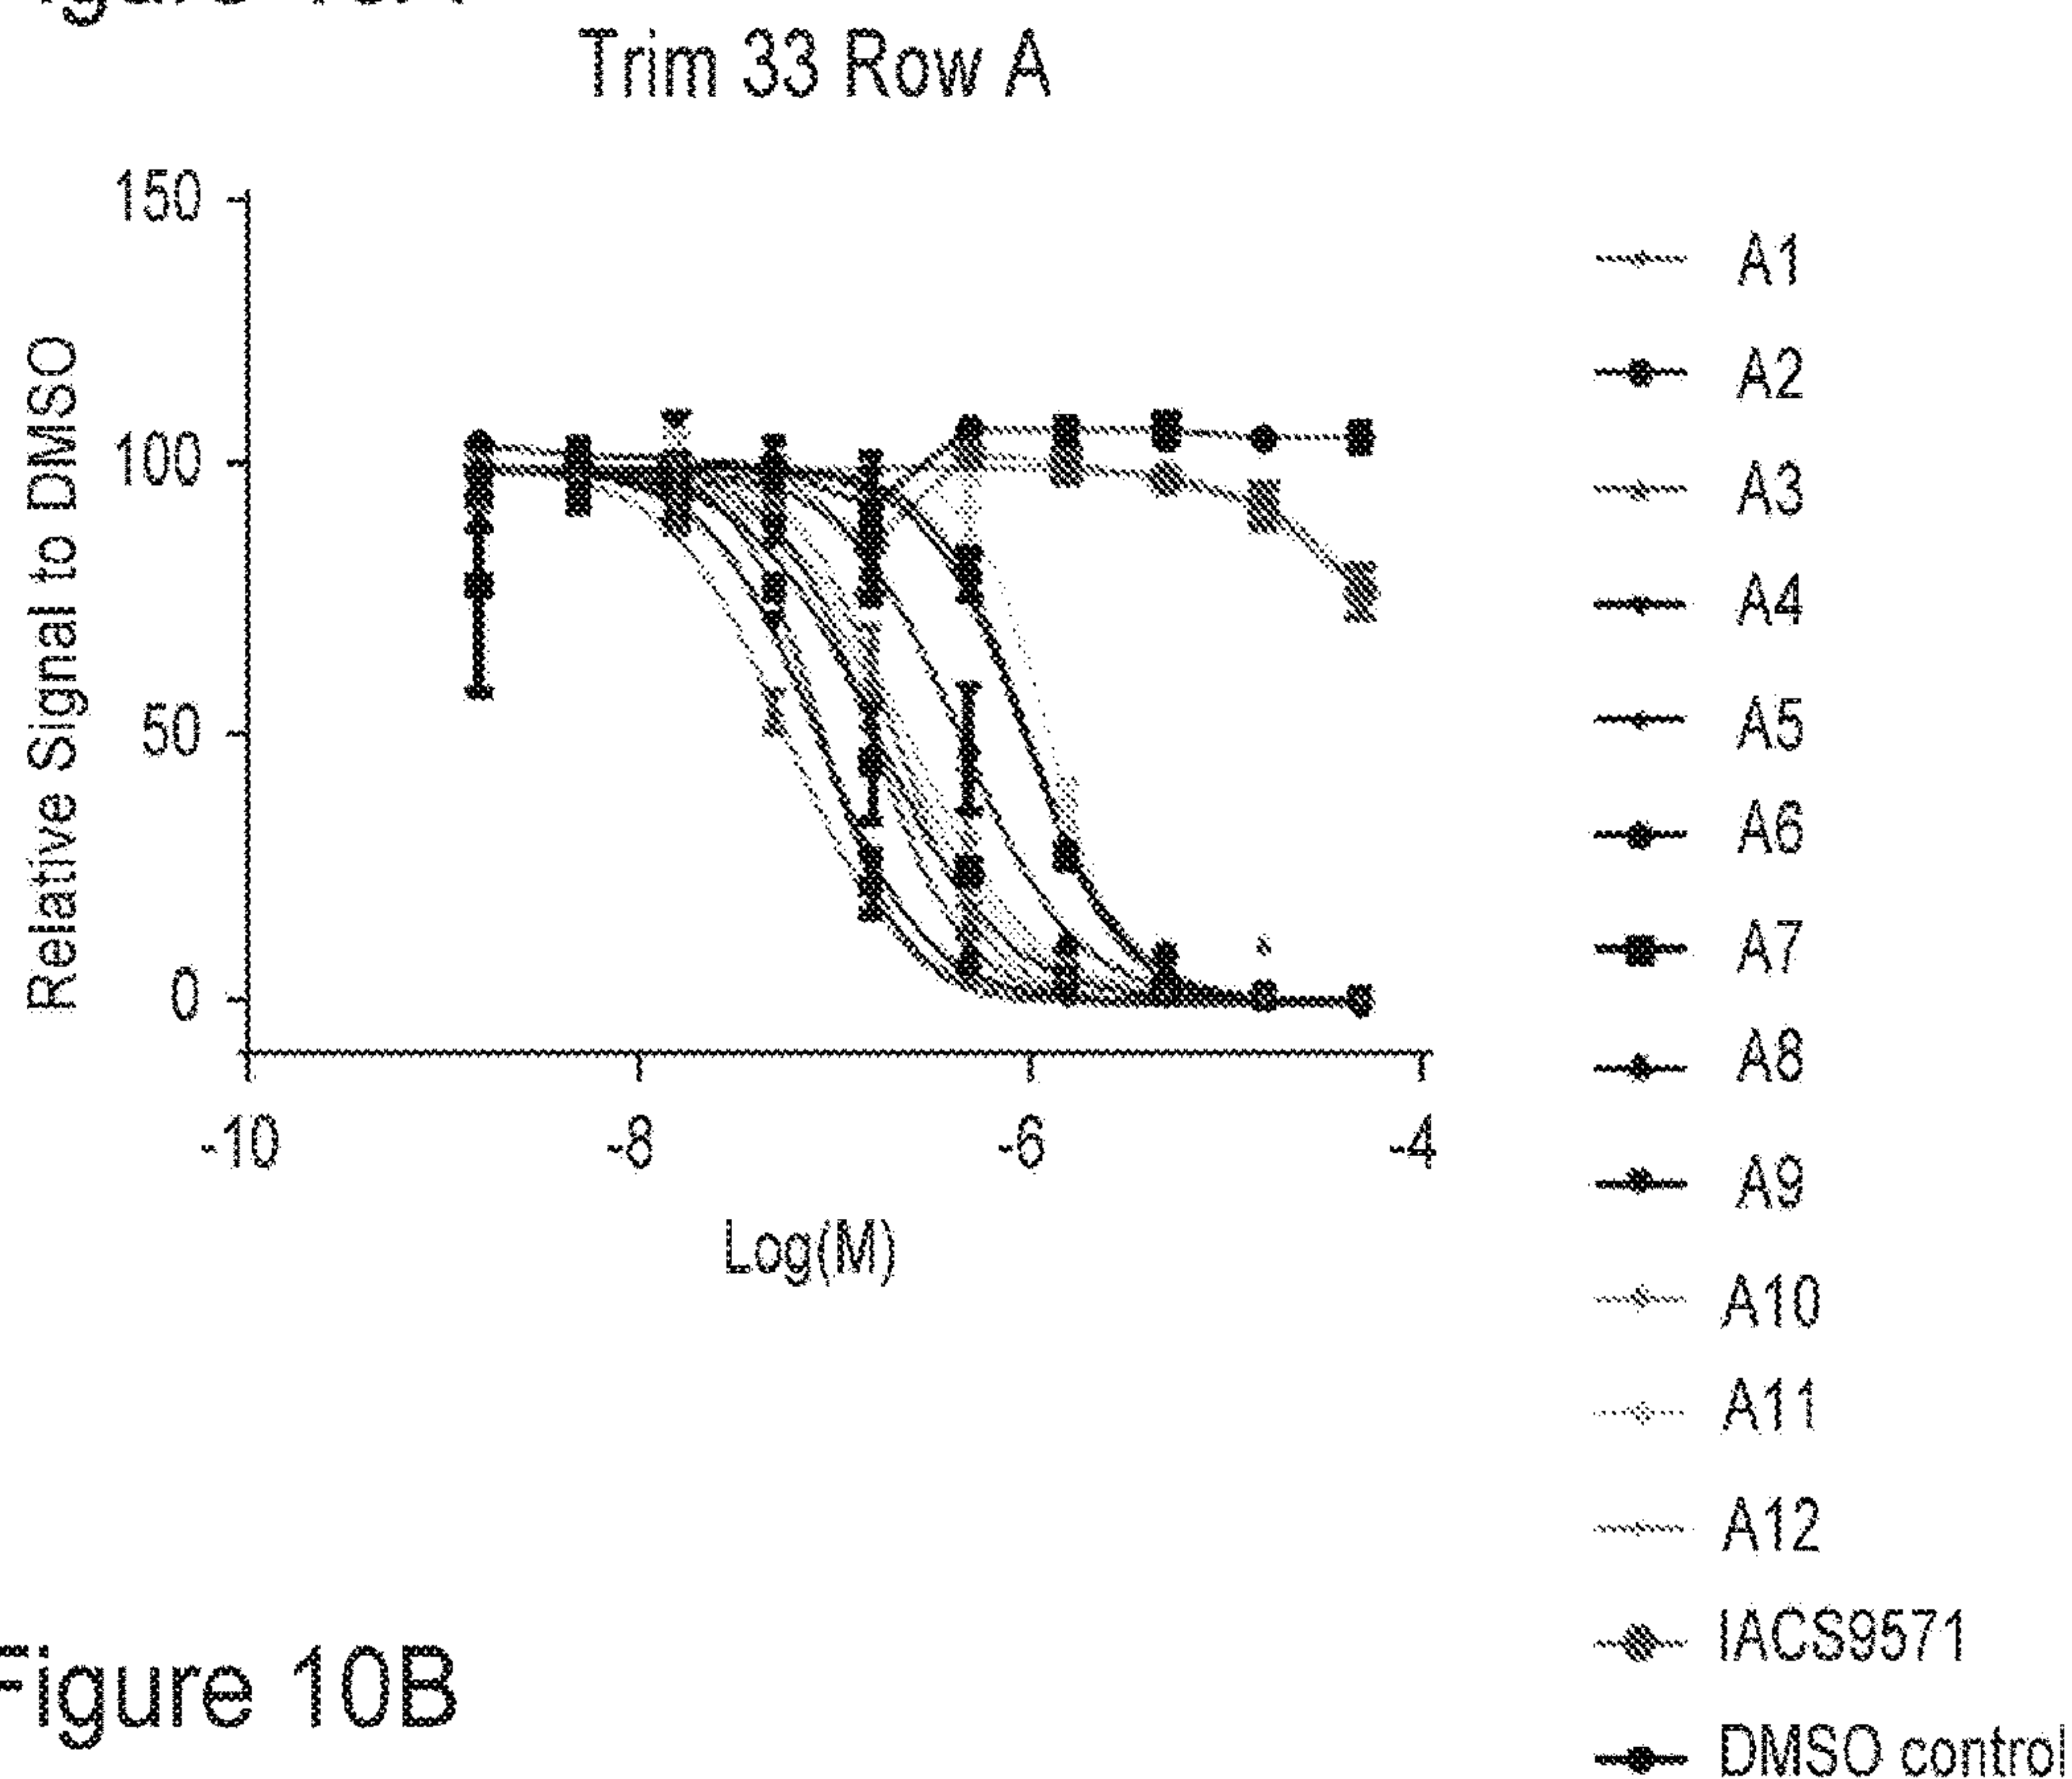 Trim 33 Row A
Relative Signal to DMSO
150
100
50
0
-10
-8
-6
-4
Log(M)
A1
A2
A3
A4
A5
A6
A7
A8
A9
A10
A11
A12
IACS9571
DMSO control
Figure 10B